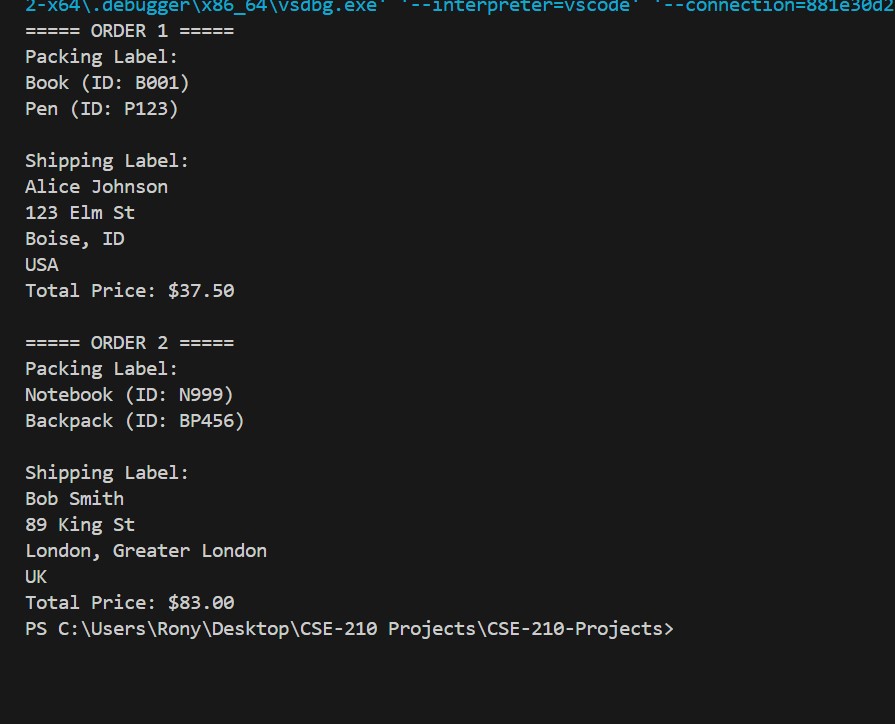 2-x64\.debugger\x86_64\vsdbg.exe' '--interpreter=vscode' '--connection=881e30d2
===== ORDER 1 =====
Packing Label:
Book (ID: B001)
Pen (ID: P123)
Shipping Label:
Alice Johnson
123 Elm St
Boise, ID
USA
Total Price: $37.50
===== ORDER 2 =====
Packing Label:
Notebook (ID: N999)
Backpack (ID: BP456)
Shipping Label:
Bob Smith
89 King St
London, Greater London
UK
Total Price: $83.00
PS C:\Users\Rony\Desktop\CSE-210 Projects\CSE-210-Projects>